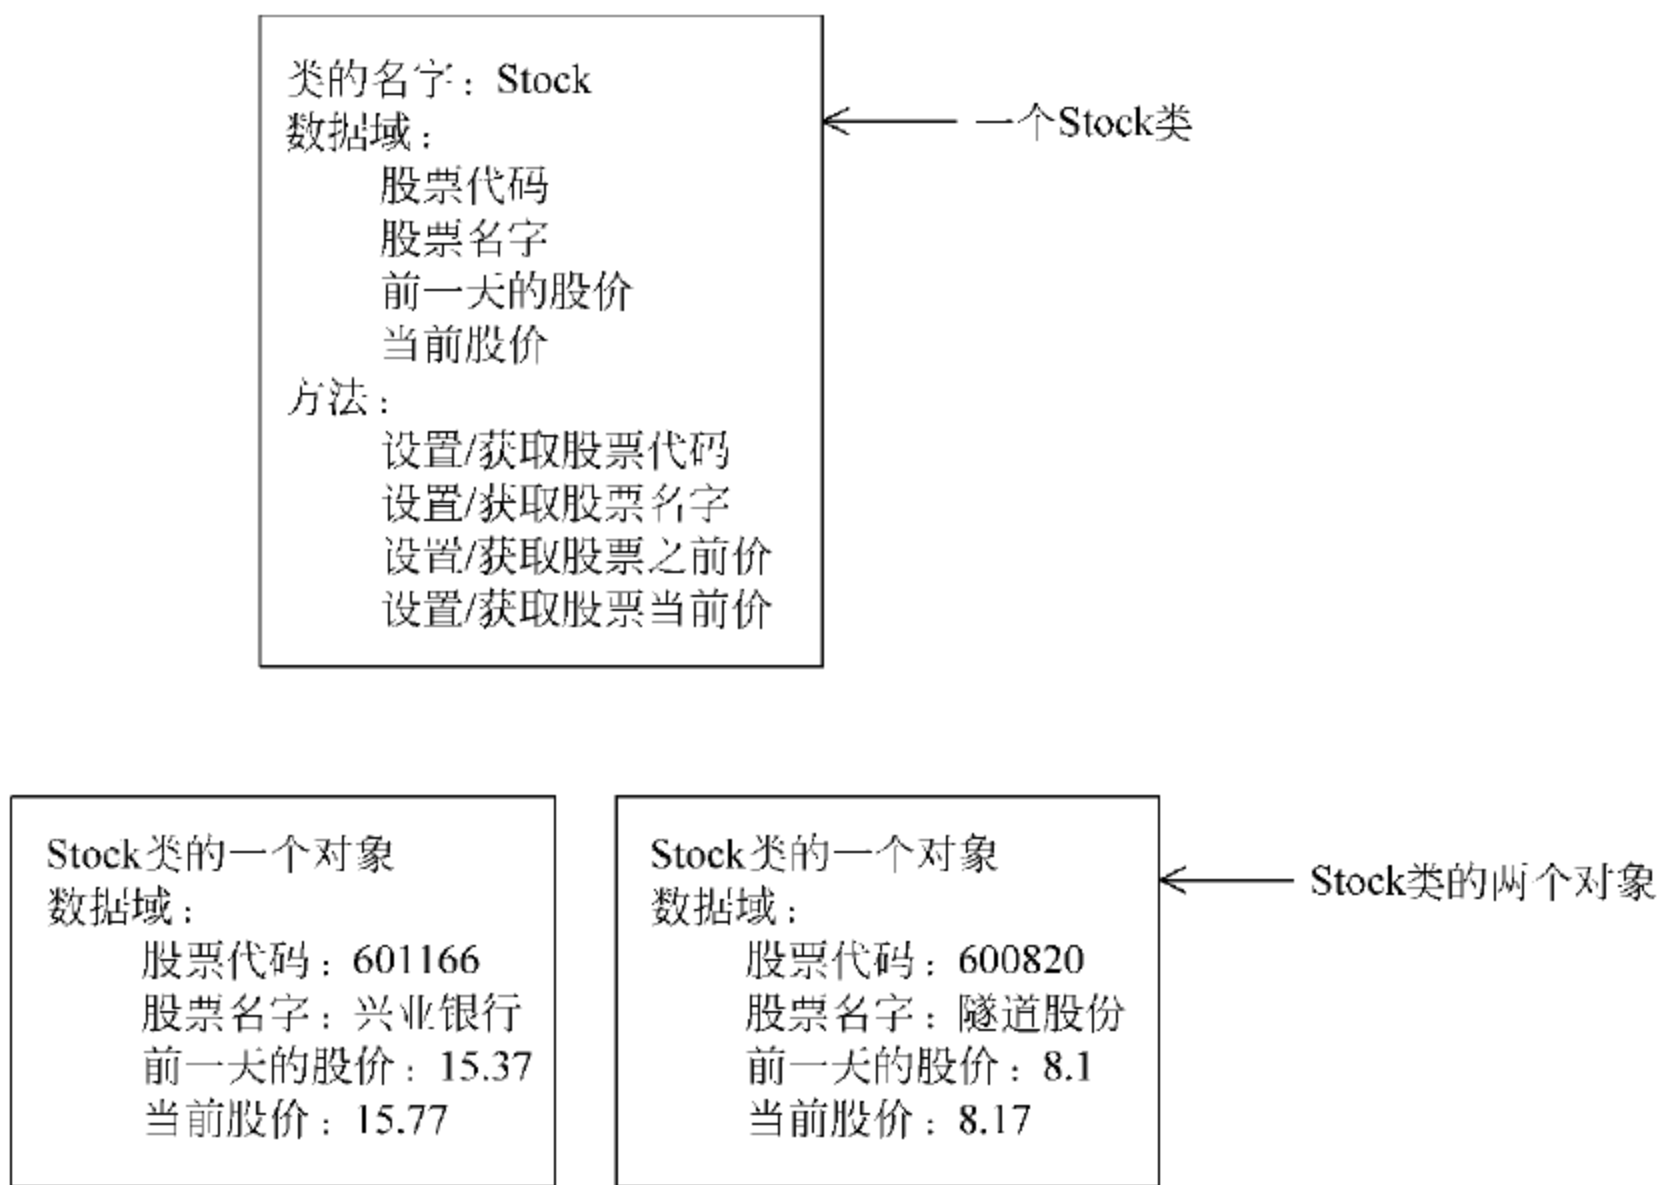 类的名字：Stock
数据域：
股票代码
股票名字
前一天的股价
当前股价
方法：
设置/获取股票代码
设置/获取股票名字
设置/获取股票之前价
设置/获取股票当前价
一个Stock类
Stock类的一个对象
数据域：
股票代码：601166
股票名字：兴业银行
前一天的股价：15.37
当前股价：15.77
Stock类的一个对象
数据域：
股票代码：600820
股票名字：隧道股份
前一天的股价：8.1
当前股价：8.17
Stock类的两个对象